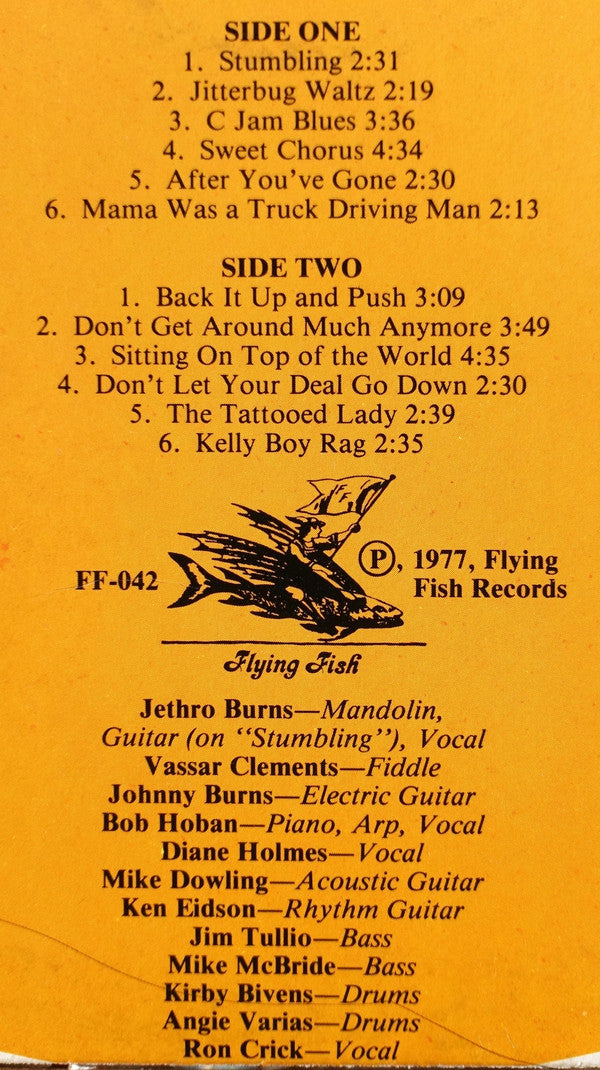 SIDE ONE
1. Stumbling 2:31
2. Jitterbug Waltz 2:19
3. C Jam Blues 3:36
4. Sweet Chorus 4:34
5. After You've Gone 2:30
6. Mama Was a Truck Driving Man 2:13
SIDE TWO
1. Back It Up and Push 3:09
2. Don't Get Around Much Anymore 3:49
3. Sitting On Top of the World 4:35
4. Don't Let Your Deal Go Down 2:30
5. The Tattooed Lady 2:39
6. Kelly Boy Rag 2:35
FF-042
Ⓟ, 1977, Flying
Fish Records
Flying Fish
Jethro Burns—Mandolin,
Guitar (on "Stumbling"), Vocal
Vassar Clements—Fiddle
Johnny Burns—Electric Guitar
Bob Hoban—Piano, Arp, Vocal
Diane Holmes—Vocal
Mike Dowling—Acoustic Guitar
Ken Eidson—Rhythm Guitar
Jim Tullio—Bass
Mike McBride—Bass
Kirby Bivens—Drums
Angie Varias—Drums
Ron Crick—Vocal